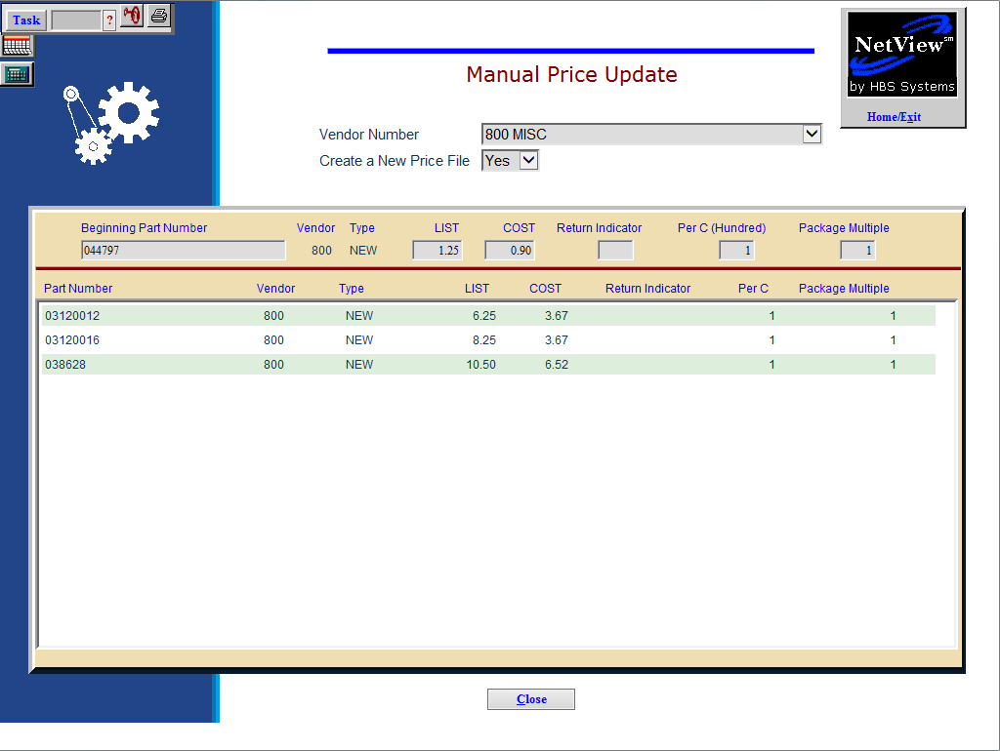 Task ?
NetView℠
by HBS Systems
Home/Exit
Manual Price Update
Vendor Number 800 MISC
Create a New Price File Yes
Beginning Part Number Vendor Type LIST COST Return Indicator Per C (Hundred) Package Multiple
044797 800 NEW 1.25 0.90 1 1
Part Number Vendor Type LIST COST Return Indicator Per C Package Multiple
03120012 800 NEW 6.25 3.67 1 1
03120016 800 NEW 8.25 3.67 1 1
038628 800 NEW 10.50 6.52 1 1
Close